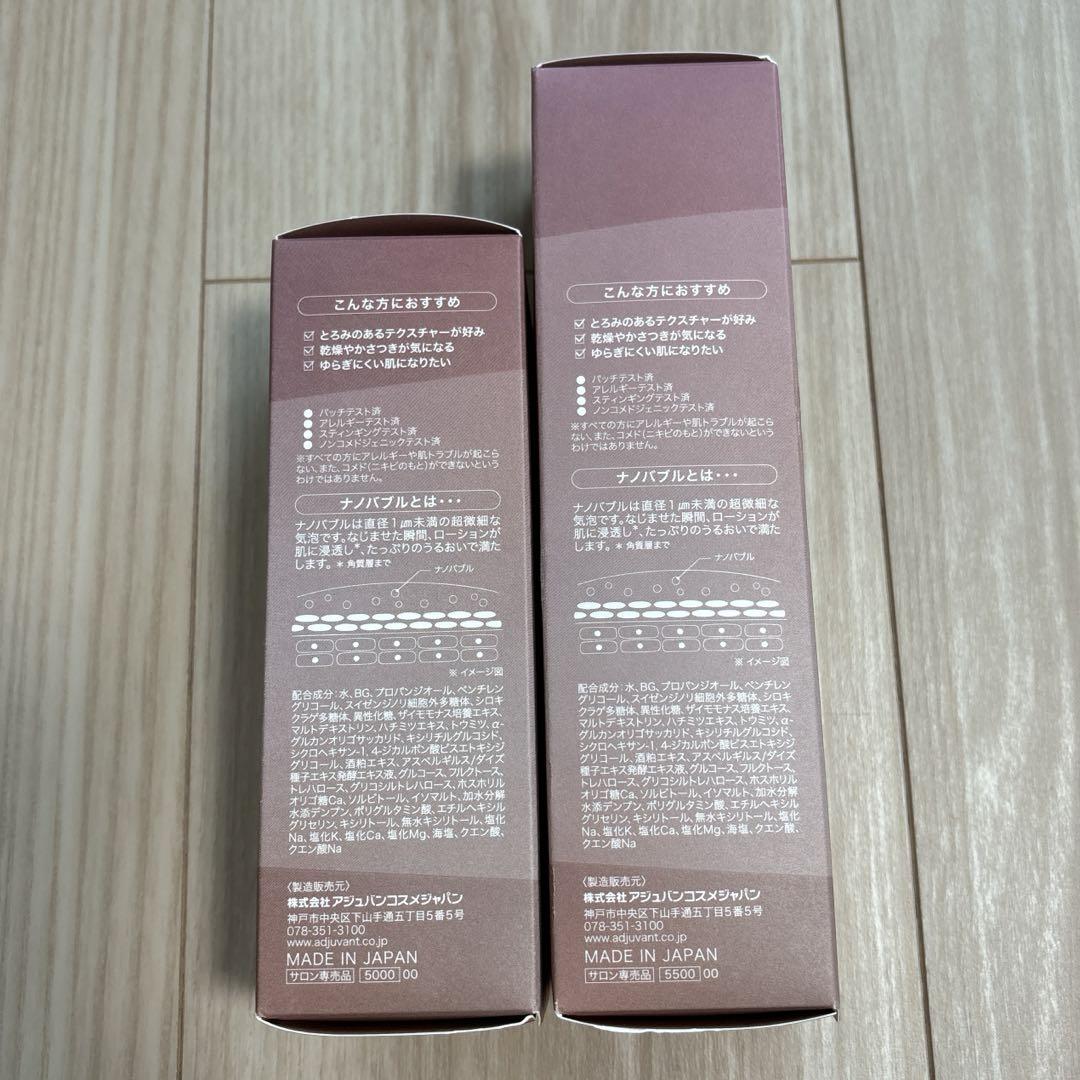 こんな方におすすめ
とろみのあるテクスチャーが好み
乾燥やかさつきが気になる
ゆらぎにくい肌になりたい
パッチテスト済
アレルギーテスト済
スティンギングテスト済
ノンコメドジェニックテスト済
※すべての方にアレルギーや肌トラブルが起こら
ない、また、コメド(ニキビのもと)ができないという
わけではありません。
ナノバブルとは・・・
ナノバブルは直径1㎛未満の超微細な
気泡です。なじませた瞬間、ローションが
肌に浸透し*、たっぷりのうるおいで満た
します。 * 角質層まで
ナノバブル
※ イメージ図
配合成分：水、BG、プロパンジオール、ペンチレン
グリコール、スイゼンジノリ細胞外多糖体、シロキ
クラゲ多糖体、異性化糖、ザイモモナス培養エキス、
マルトデキストリン、ハチミツエキス、トウミツ、α-
グルカンオリゴサッカリド、キシリチルグルコシド、
シクロヘキサン-1, 4-ジカルボン酸ビスエトキシジ
グリコール、酒粕エキス、アスペルギルス/ダイズ
種子エキス発酵エキス液、グルコース、フルクトース、
トレハロース、グリコシルトレハロース、ホスホリル
オリゴ糖Ca、ソルビトール、イソマルト、加水分解
水添デンプン、ポリグルタミン酸、エチルヘキシル
グリセリン、キシリトール、無水キシリトール、塩化
Na、塩化K、塩化Ca、塩化Mg、海塩、クエン酸、
クエン酸Na
〈製造販売元〉
株式会社アジュバンコスメジャパン
神戸市中央区下山手通五丁目5番5号
078-351-3100
www.adjuvant.co.jp
MADE IN JAPAN
サロン専売品 5000 00
こんな方におすすめ
とろみのあるテクスチャーが好み
乾燥やかさつきが気になる
ゆらぎにくい肌になりたい
パッチテスト済
アレルギーテスト済
スティンギングテスト済
ノンコメドジェニックテスト済
※すべての方にアレルギーや肌トラブルが起こら
ない、また、コメド(ニキビのもと)ができないという
わけではありません。
ナノバブルとは・・・
ナノバブルは直径1㎛未満の超微細な
気泡です。なじませた瞬間、ローションが
肌に浸透し*、たっぷりのうるおいで満た
します。 * 角質層まで
ナノバブル
※ イメージ図
配合成分：水、BG、プロパンジオール、ペンチレン
グリコール、スイゼンジノリ細胞外多糖体、シロキ
クラゲ多糖体、異性化糖、ザイモモナス培養エキス、
マルトデキストリン、ハチミツエキス、トウミツ、α-
グルカンオリゴサッカリド、キシリチルグルコシド、
シクロヘキサン-1, 4-ジカルボン酸ビスエトキシジ
グリコール、酒粕エキス、アスペルギルス/ダイズ
種子エキス発酵エキス液、グルコース、フルクトース、
トレハロース、グリコシルトレハロース、ホスホリル
オリゴ糖Ca、ソルビトール、イソマルト、加水分解
水添デンプン、ポリグルタミン酸、エチルヘキシル
グリセリン、キシリトール、無水キシリトール、塩化
Na、塩化K、塩化Ca、塩化Mg、海塩、クエン酸、
クエン酸Na
〈製造販売元〉
株式会社アジュバンコスメジャパン
神戸市中央区下山手通五丁目5番5号
078-351-3100
www.adjuvant.co.jp
MADE IN JAPAN
サロン専売品 5500 00